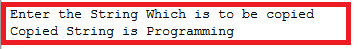 Enter the String Which is to be copied
Copied String is Programming